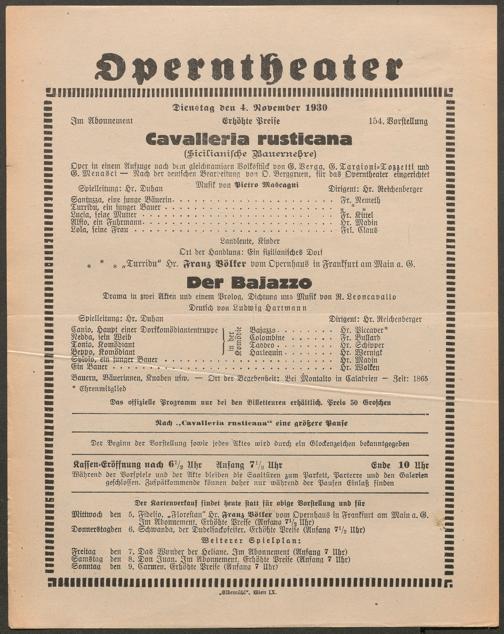 Operntheater
Dienstag den 4. November 1930
Im Abonnement Erhöhte Preise 154. Vorstellung
Cavalleria rusticana
(Sicilianische Bauernehre)
Oper in einem Aufzuge nach dem gleichnamigen Volksstück von G. Verga, G. Targioni-Tozzetti und
G. Menasci — Nach der deutschen Bearbeitung von O. Berggruen, für das Operntheater eingerichtet
Musik von Pietro Mascagni
Spielleitung: Hr. Duhan Dirigent: Hr. Reichenberger
Santuzza, eine junge Bäuerin Fr. Nemeth
Turridu, ein junger Bauer * * *
Lucia, seine Mutter Fr. Kittel
Alfio, ein Fuhrmann Hr. Madin
Lola, seine Frau Frl. Claus
Landleute, Kinder
Ort der Handlung: Ein sizilianisches Dorf
* * * „Turridu" Hr. Franz Völker vom Opernhaus in Frankfurt am Main a. G.
Der Bajazzo
Drama in zwei Akten und einem Prolog. Dichtung und Musik von R. Leoncavallo
Deutsch von Ludwig Hartmann
Spielleitung: Hr. Duhan Dirigent: Hr. Reichenberger
Canio, Haupt einer Dorfkomödiantentruppe in der Komödie Bajazzo Hr. Piccaver*
Nedda, sein Weib Colombine Fr. Bullard
Tonio, Komödiant Taddeo Hr. Schipper
Beppo, Komödiant Harlequin Hr. Wernigk
Silvio, ein junger Bauer Hr. Madin
Ein Bauer Hr. Wolken
Bauern, Bäuerinnen, Knaben usw. — Ort der Begebenheit: Bei Montalto in Calabrien — Zeit: 1865
* Ehrenmitglied
Das offizielle Programm nur bei den Billetteuren erhältlich. Preis 50 Groschen
Nach „Cavalleria rusticana" eine größere Pause
Der Beginn der Vorstellung sowie jedes Aktes wird durch ein Glockenzeichen bekanntgegeben
Kassen-Eröffnung nach 6½ Uhr Anfang 7½ Uhr Ende 10 Uhr
Während der Vorspiele und der Akte bleiben die Saaltüren zum Parkett, Parterre und den Galerien
geschlossen. Zuspätkommende können daher nur während der Pausen Einlaß finden
Der Kartenverkauf findet heute statt für obige Vorstellung und für
Mittwoch den 5. Fidelio. „Florestan" Hr. Franz Völker vom Opernhaus in Frankfurt am Main a. G.
Im Abonnement. Erhöhte Preise (Anfang 7½ Uhr)
Donnerstag den 6. Schwanda, der Dudelsackpfeifer. Erhöhte Preise (Anfang 7½ Uhr)
Weiterer Spielplan:
Freitag den 7. Das Wunder der Heliane. Im Abonnement (Anfang 7 Uhr)
Samstag den 8. Don Juan. Im Abonnement. Erhöhte Preise (Anfang 7 Uhr)
Sonntag den 9. Carmen. Erhöhte Preise (Anfang 7 Uhr)
„Elbemühl", Wien IX.